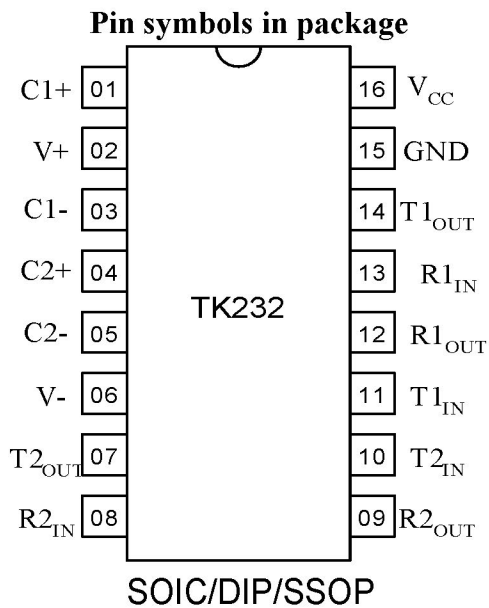 Pin symbols in package
C1+ 01 16 VCC
V+ 02 15 GND
C1- 03 14 T1OUT
C2+ 04 13 R1IN
TK232
C2- 05 12 R1OUT
V- 06 11 T1IN
T2OUT 07 10 T2IN
R2IN 08 09 R2OUT
SOIC/DIP/SSOP